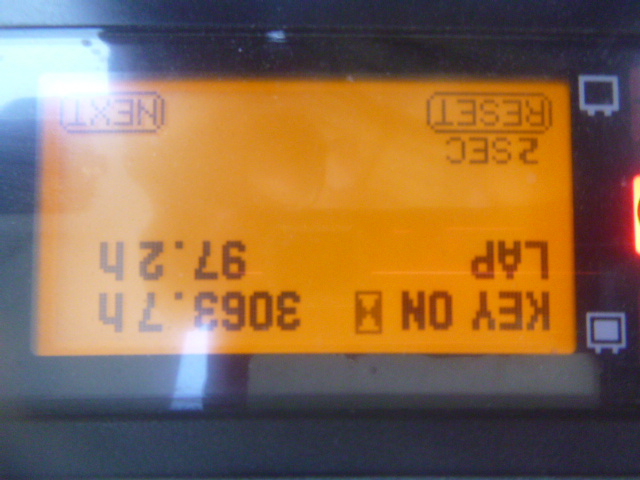 KEY ON 3063.7h
LAP 97.2h
2SEC
RESET NEXT